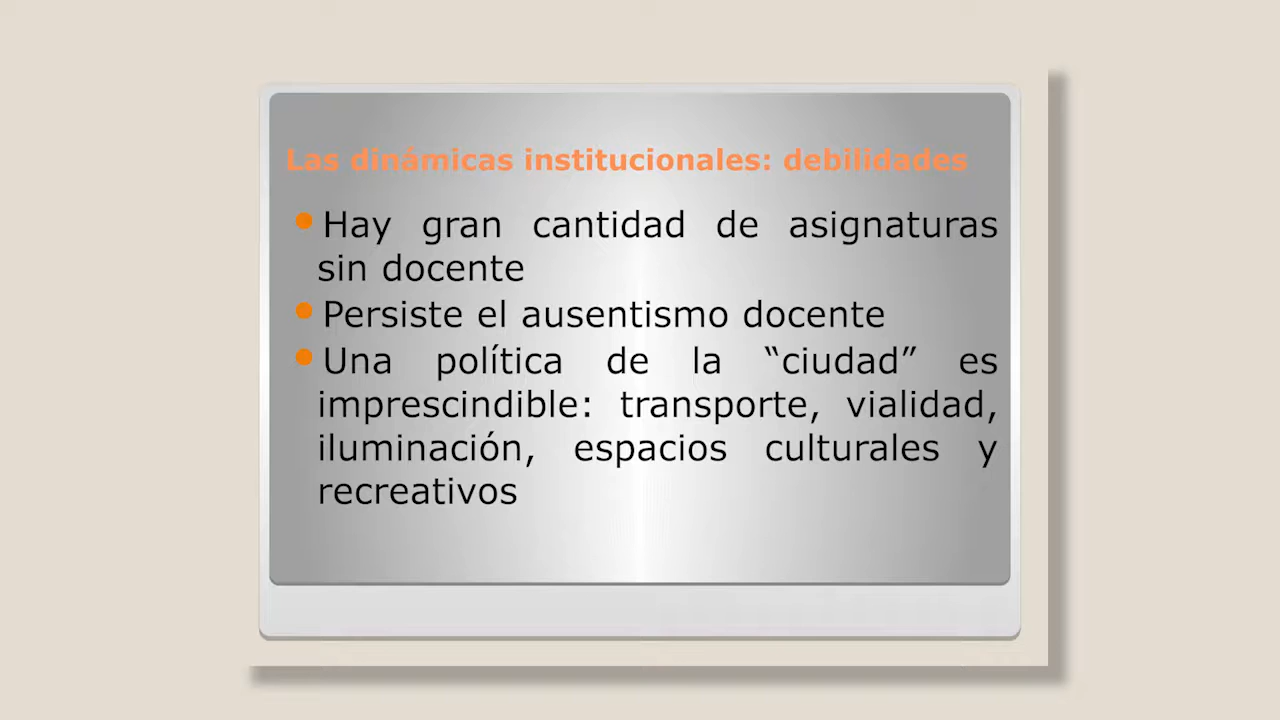 Las dinámicas institucionales: debilidades
Hay gran cantidad de asignaturas
sin docente
Persiste el ausentismo docente
Una política de la “ciudad” es
imprescindible: transporte, vialidad,
iluminación, espacios culturales y
recreativos